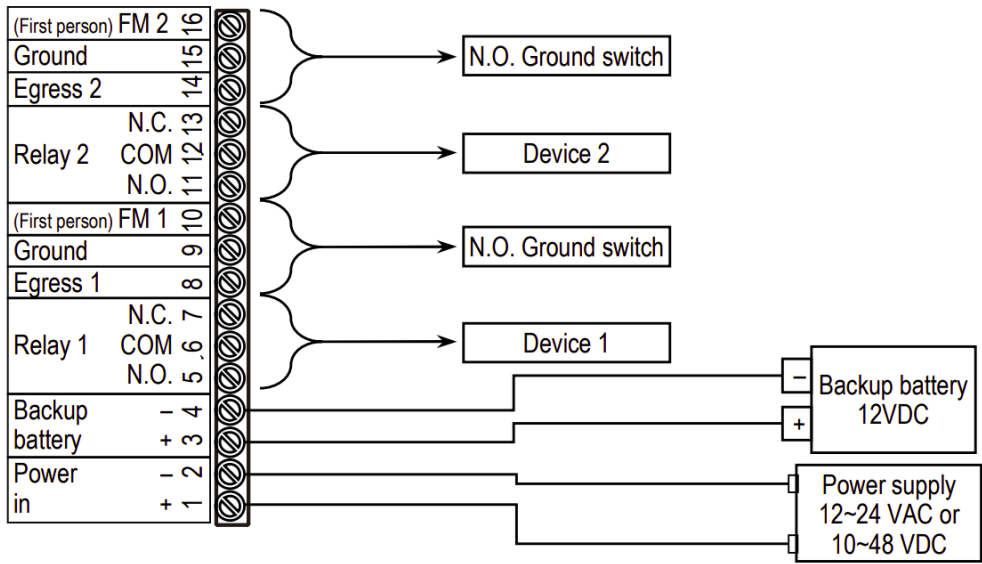 (First person) FM 2 16
Ground 15
Egress 2 14
N.C. 13
Relay 2 COM 12
N.O. 11
(First person) FM 1 10
Ground 9
Egress 1 8
N.C. 7
Relay 1 COM 6
N.O. 5
Backup – 4
battery + 3
Power – 2
in + 1
N.O. Ground switch
Device 2
N.O. Ground switch
Device 1
–
+
Backup battery
12VDC
Power supply
12~24 VAC or
10~48 VDC